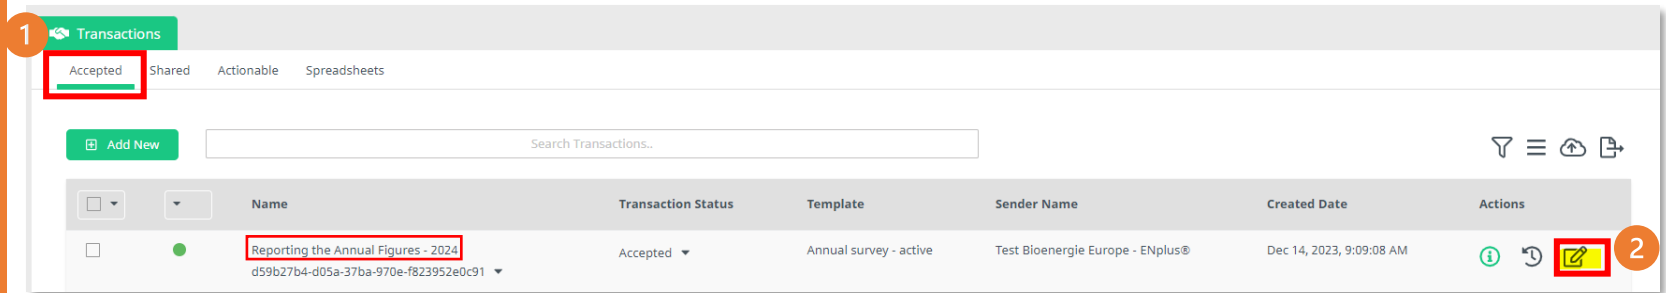 1
Transactions
Accepted Shared Actionable Spreadsheets
Add New Search Transactions..
Name Transaction Status Template Sender Name Created Date Actions
Reporting the Annual Figures - 2024 Accepted Annual survey - active Test Bioenergie Europe - ENplus® Dec 14, 2023, 9:09:08 AM 2
d59b27b4-d05a-37ba-970e-f823952e0c91